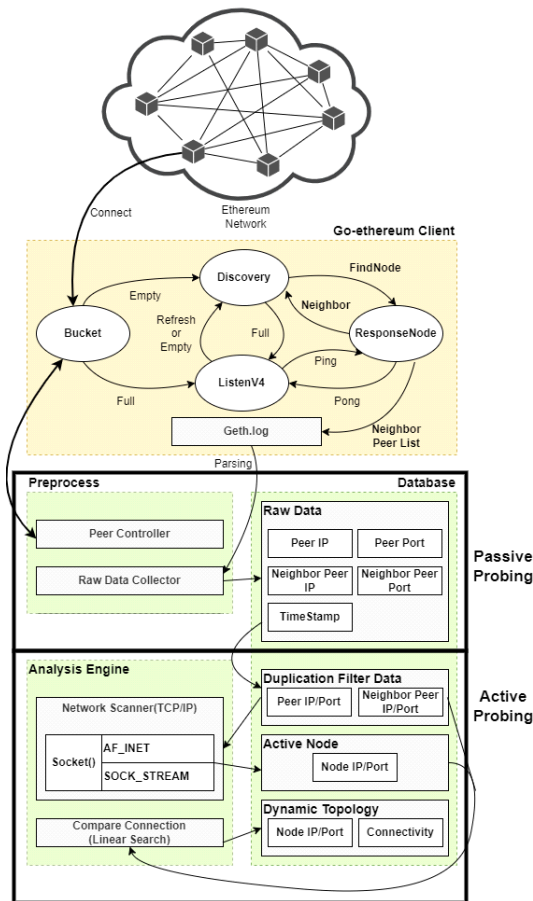 Connect
Ethereum
Network
Go-ethereum Client
Discovery
FindNode
Empty
Neighbor
Refresh
or
Empty
Full
Bucket
ResponseNode
ListenV4
Ping
Full
Pong
Geth.log
Neighbor
Peer List
Parsing
Preprocess
Database
Raw Data
Peer Controller
Peer IP
Peer Port
Raw Data Collector
Neighbor Peer
IP
Neighbor Peer
Port
TimeStamp
Passive
Probing
Analysis Engine
Duplication Filter Data
Network Scanner(TCP/IP)
Peer IP/Port
Neighbor Peer
IP/Port
Active
Probing
Socket()
AF_INET
SOCK_STREAM
Active Node
Node IP/Port
Dynamic Topology
Compare Connection
(Linear Search)
Node IP/Port
Connectivity